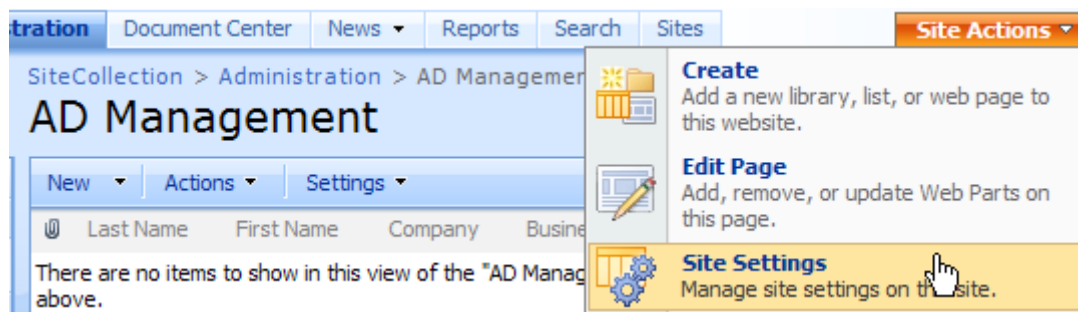 stration Document Center News Reports Search Sites Site Actions
SiteCollection > Administration > AD Managemen
AD Management
New Actions Settings
Last Name First Name Company Busine
There are no items to show in this view of the "AD Manag
above.
Create
Add a new library, list, or web page to
this website.
Edit Page
Add, remove, or update Web Parts on
this page.
Site Settings
Manage site settings on this site.